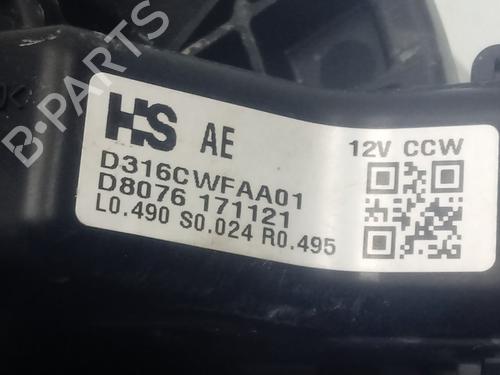 HS AE 12V CCW
D316CWFAA01
D8076 171121
L0.490 S0.024 R0.495
B-PARTS